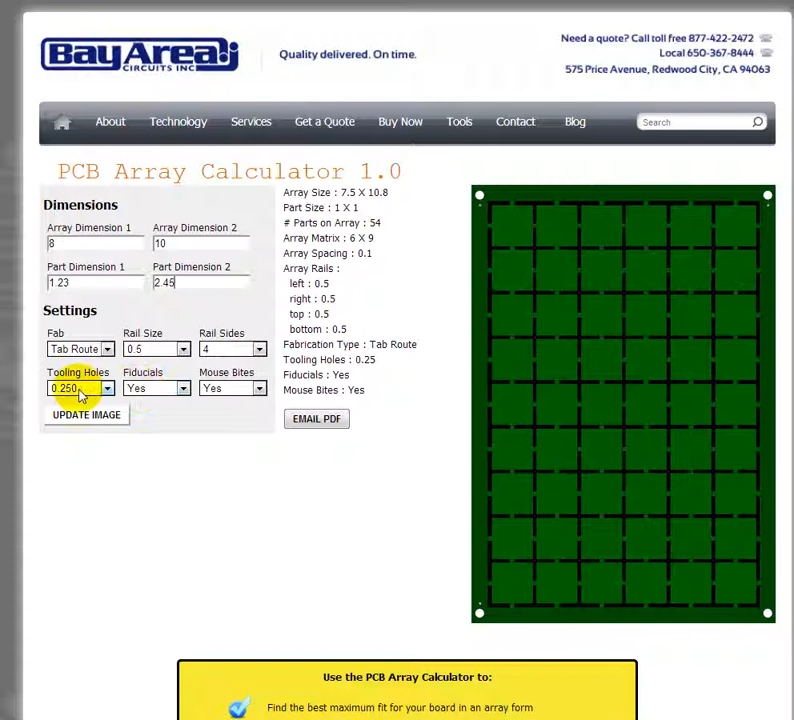 BayArea
CIRCUITS INC
Quality delivered. On time.
Need a quote? Call toll free 877-422-2472
Local 650-367-8444
575 Price Avenue, Redwood City, CA 94063
About Technology Services Get a Quote Buy Now Tools Contact Blog Search
PCB Array Calculator 1.0
Dimensions
Array Dimension 1 Array Dimension 2
8 10
Part Dimension 1 Part Dimension 2
1.23 2.45
Settings
Fab Rail Size Rail Sides
Tab Route 0.5 4
Tooling Holes Fiducials Mouse Bites
0.250 Yes Yes
UPDATE IMAGE
Array Size : 7.5 X 10.8
Part Size : 1 X 1
# Parts on Array : 54
Array Matrix : 6 X 9
Array Spacing : 0.1
Array Rails :
left : 0.5
right : 0.5
top : 0.5
bottom : 0.5
Fabrication Type : Tab Route
Tooling Holes : 0.25
Fiducials : Yes
Mouse Bites : Yes
EMAIL PDF
Use the PCB Array Calculator to:
Find the best maximum fit for your board in an array form